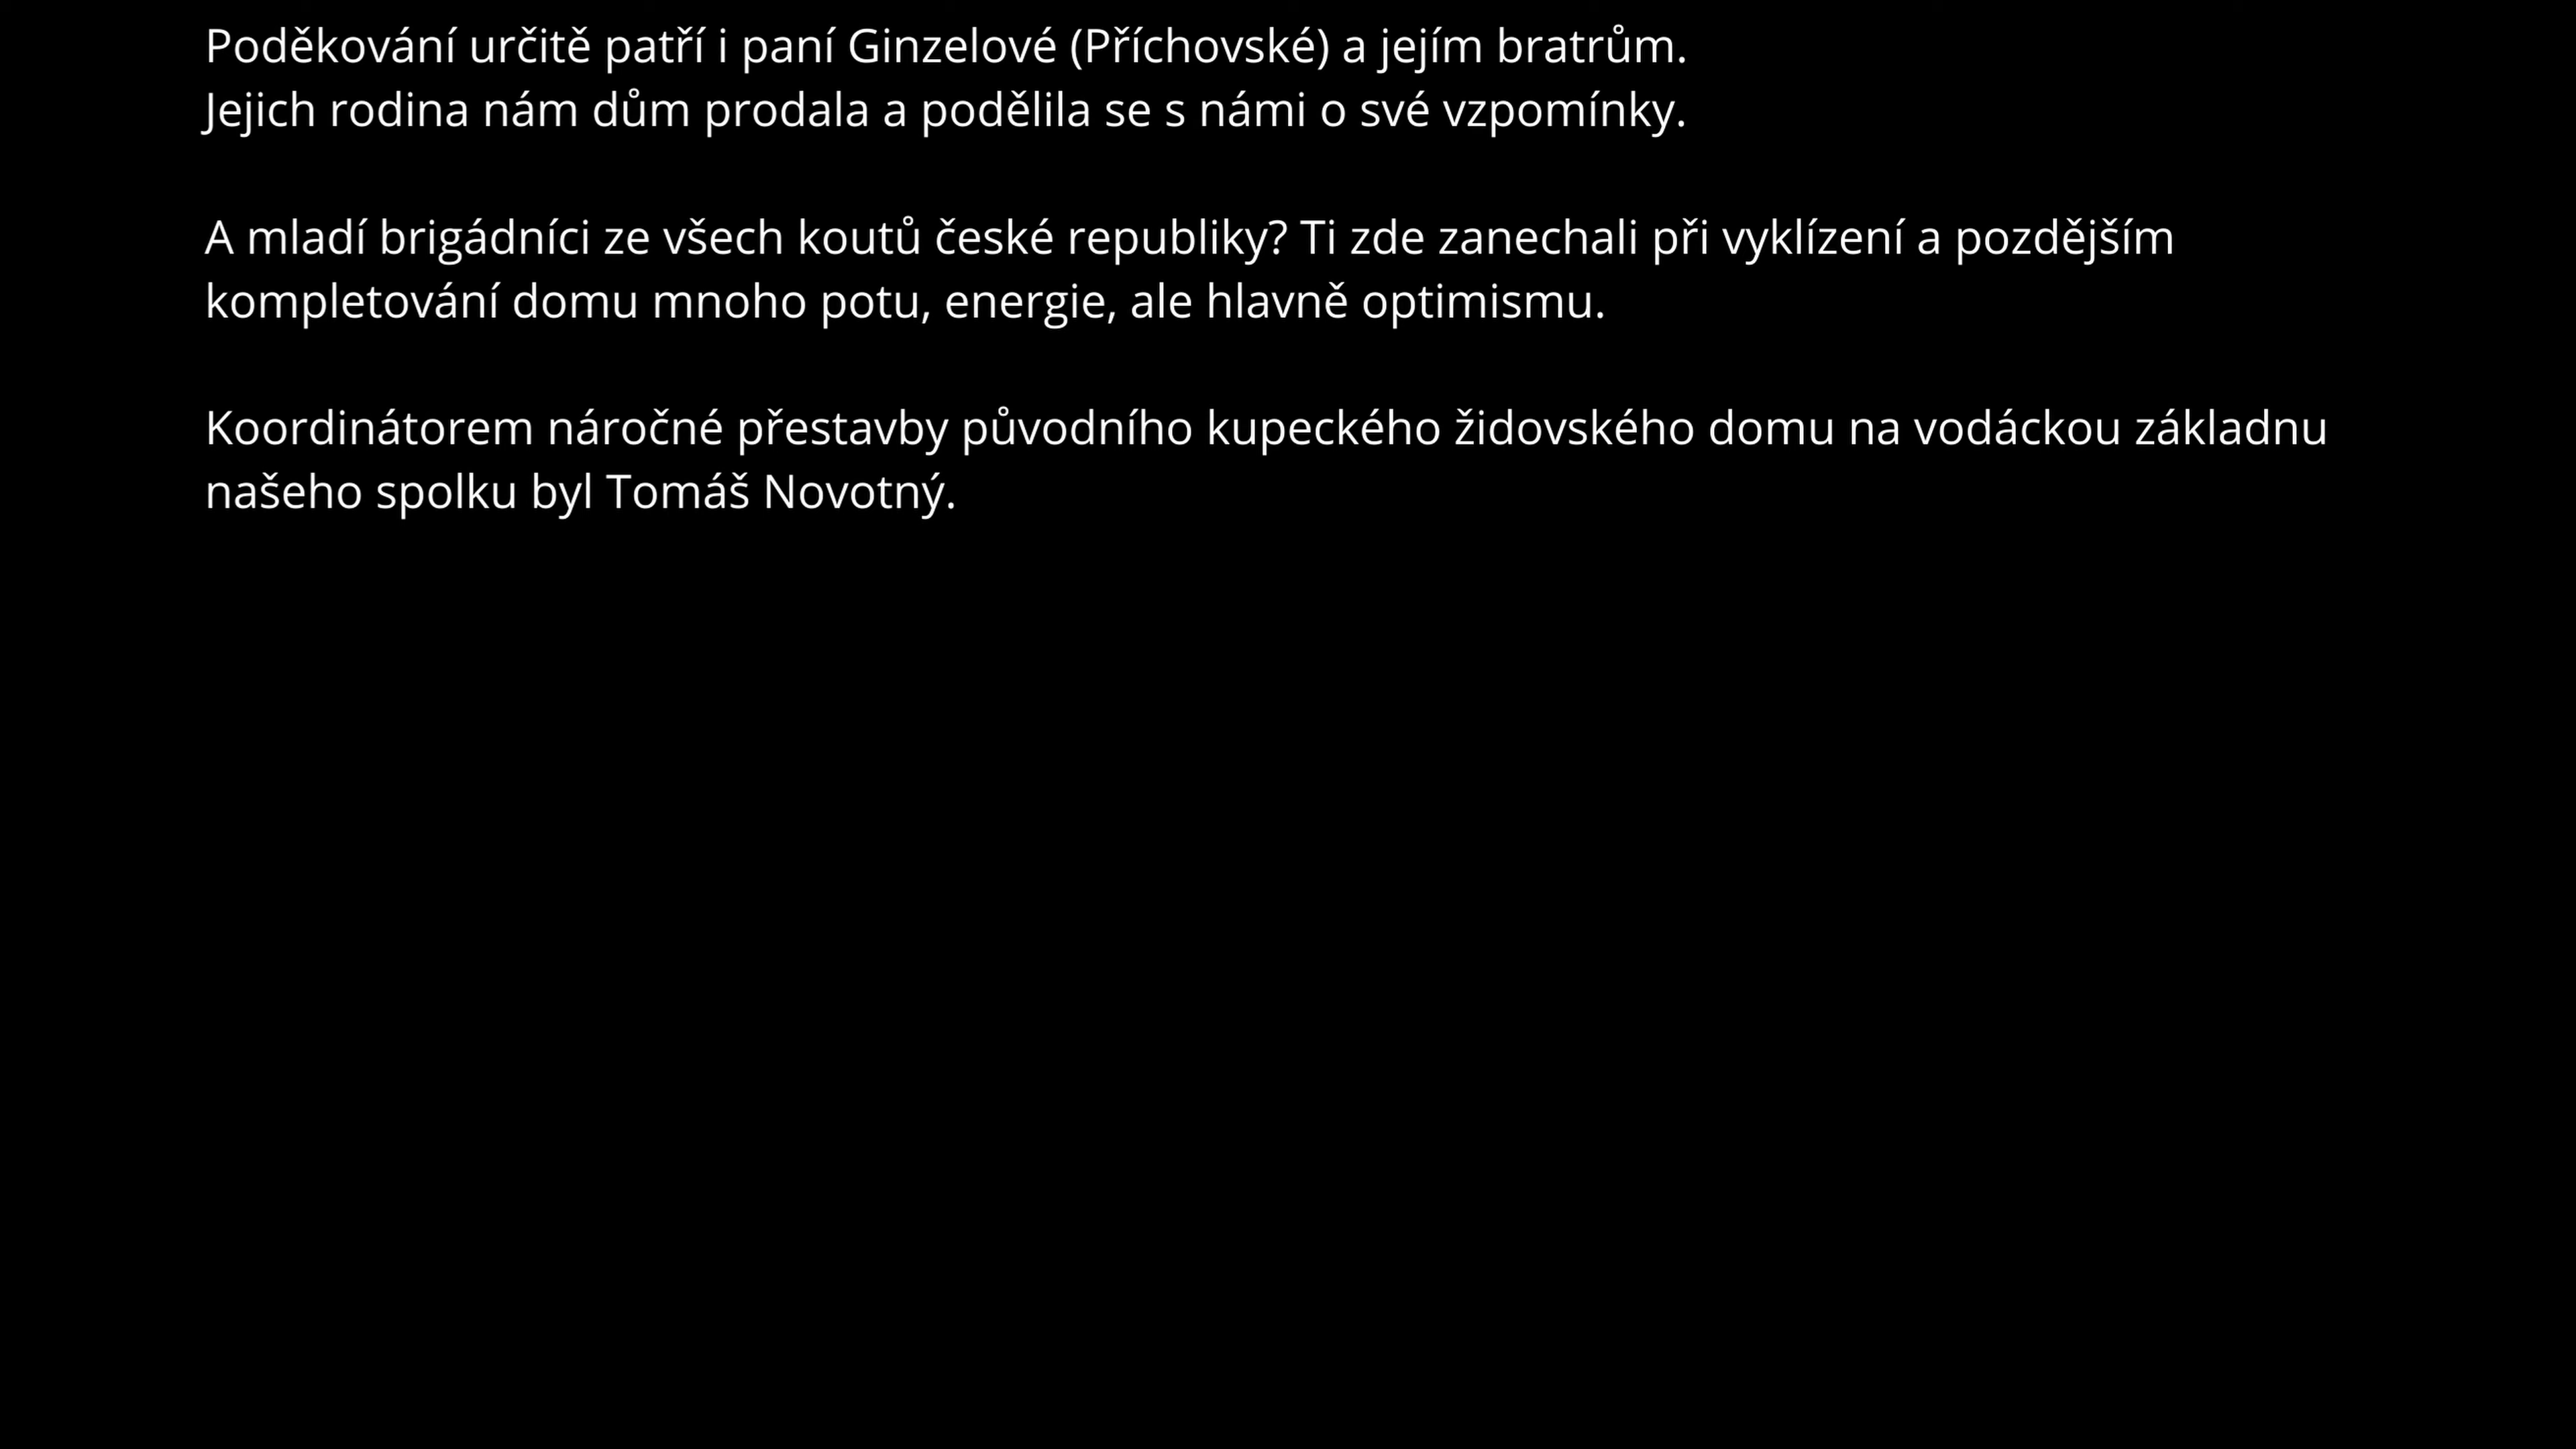 Poděkování určitě patří i paní Ginzelové (Příchovské) a jejím bratrům.
Jejich rodina nám dům prodala a podělila se s námi o své vzpomínky.
A mladí brigádníci ze všech koutů české republiky? Ti zde zanechali při vyklízení a pozdějším
kompletování domu mnoho potu, energie, ale hlavně optimismu.
Koordinátorem náročné přestavby původního kupeckého židovského domu na vodáckou základnu
našeho spolku byl Tomáš Novotný.